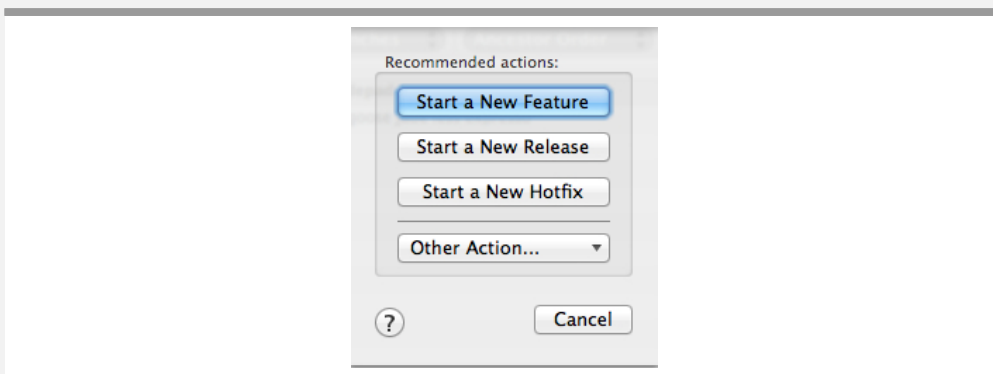 Recommended actions:
Start a New Feature
Start a New Release
Start a New Hotfix
Other Action...
?
Cancel